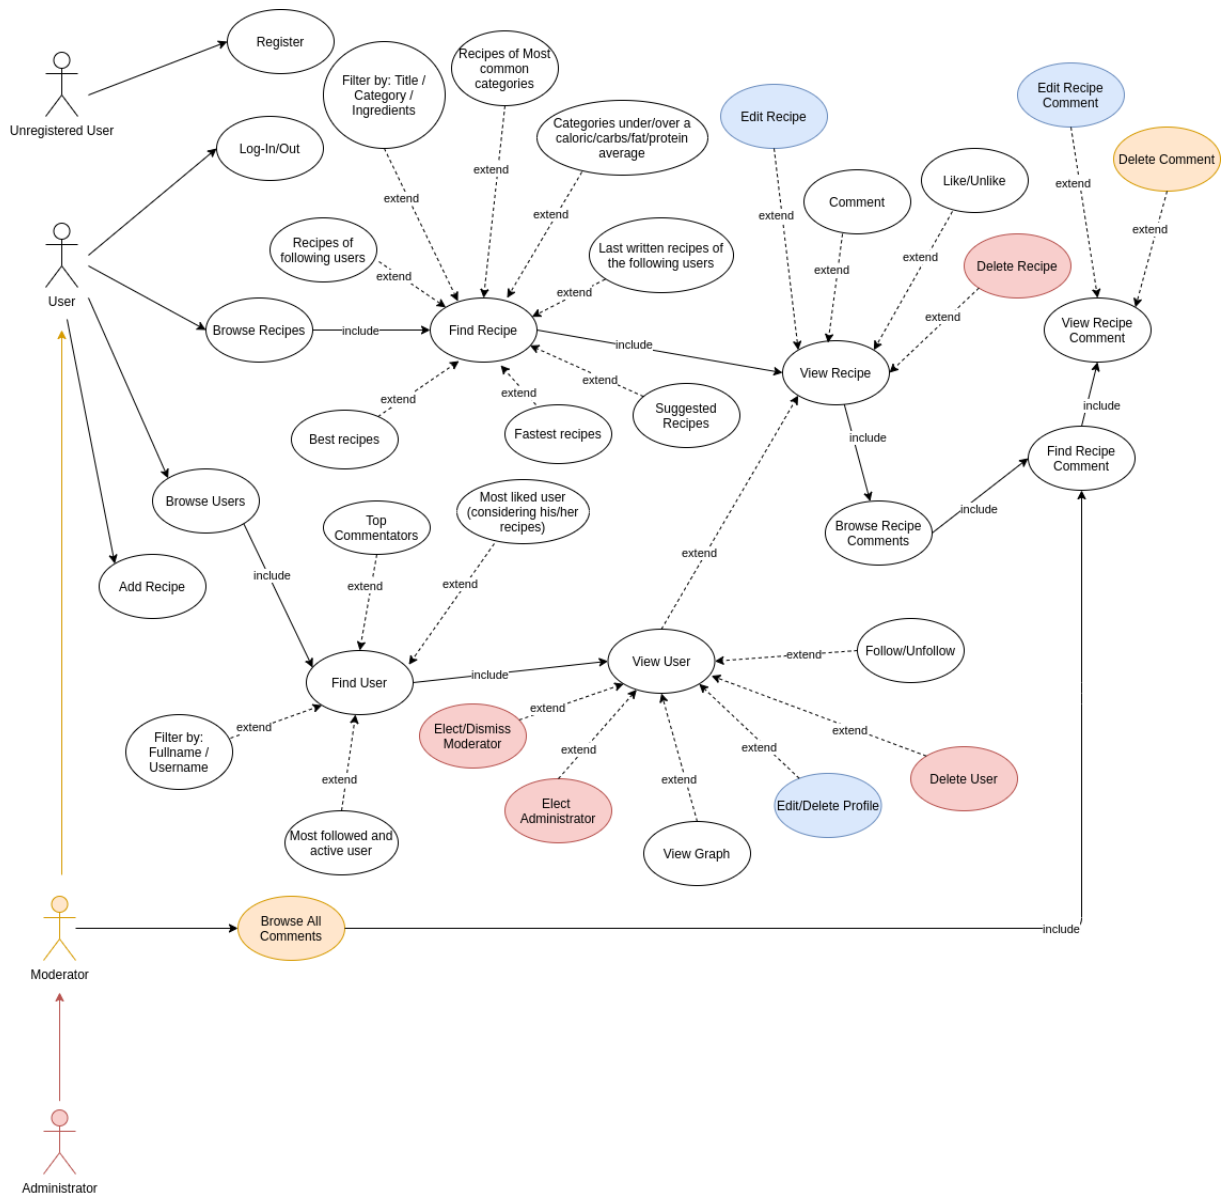 Register
Unregistered User
Filter by: Title /
Category /
Ingredients
Recipes of Most
common
categories
Categories under/over a
caloric/carbs/fat/protein
average
Edit Recipe
Edit Recipe
Comment
Delete Comment
Log-In/Out
extend
extend
extend
extend
extend
extend
extend
extend
Comment
Like/Unlike
Delete Recipe
User
Recipes of
following users
Last written recipes of
the following users
extend
extend
extend
extend
Browse Recipes
include
Find Recipe
include
View Recipe
View Recipe
Comment
extend
extend
extend
Best recipes
Fastest recipes
Suggested
Recipes
include
include
Find Recipe
Comment
Browse Users
Top
Commentators
Most liked user
(considering his/her
recipes)
Browse Recipe
Comments
include
extend
Add Recipe
include
extend
extend
Find User
include
View User
extend
Follow/Unfollow
Filter by:
Fullname /
Username
extend
extend
Elect/Dismiss
Moderator
extend
extend
extend
extend
extend
Elect
Administrator
Edit/Delete Profile
Delete User
Most followed and
active user
View Graph
Browse All
Comments
include
Moderator
Administrator